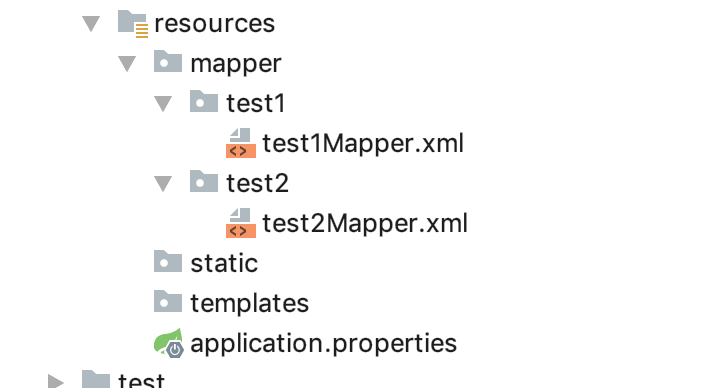 resources
mapper
test1
test1Mapper.xml
test2
test2Mapper.xml
static
templates
application.properties
test